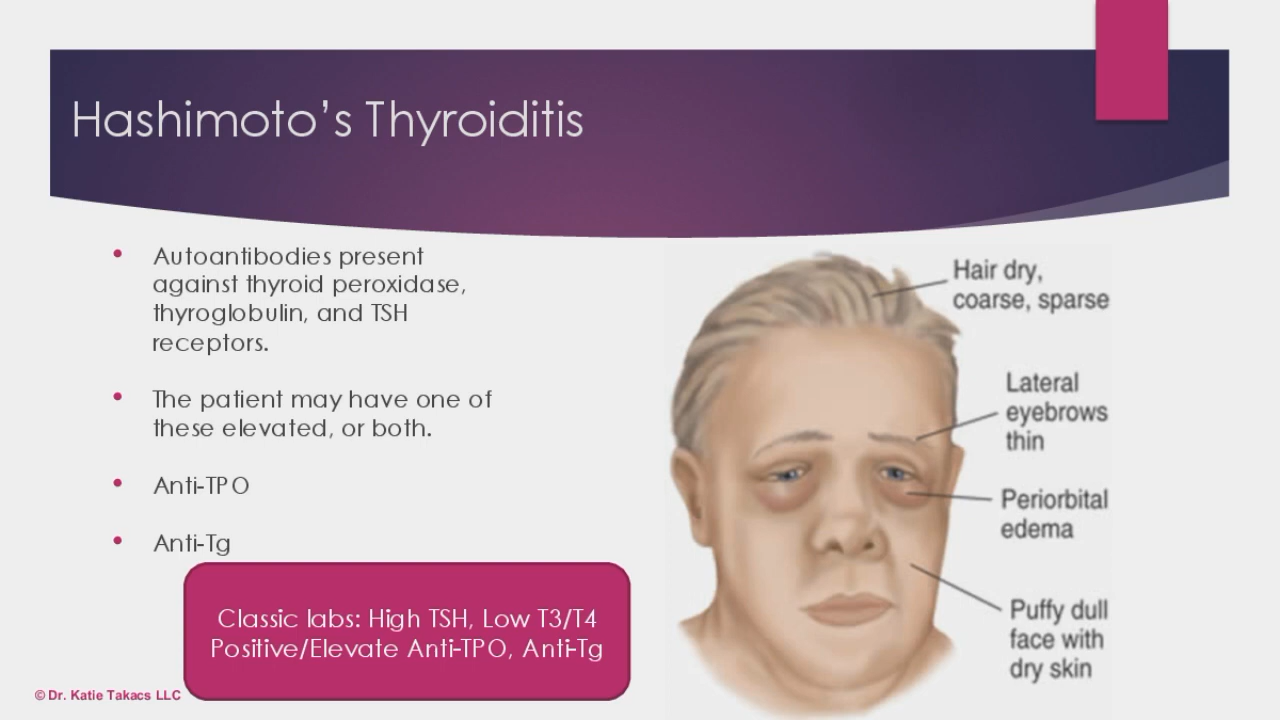 Hashimoto’s Thyroiditis
• Autoantibodies present
against thyroid peroxidase,
thyroglobulin, and TSH
receptors.
• The patient may have one of
these elevated, or both.
• Anti-TPO
• Anti-Tg
Classic labs: High TSH, Low T3/T4
Positive/Elevate Anti-TPO, Anti-Tg
Hair dry,
coarse, sparse
Lateral
eyebrows
thin
Periorbital
edema
Puffy dull
face with
dry skin
© Dr. Katie Takacs LLC